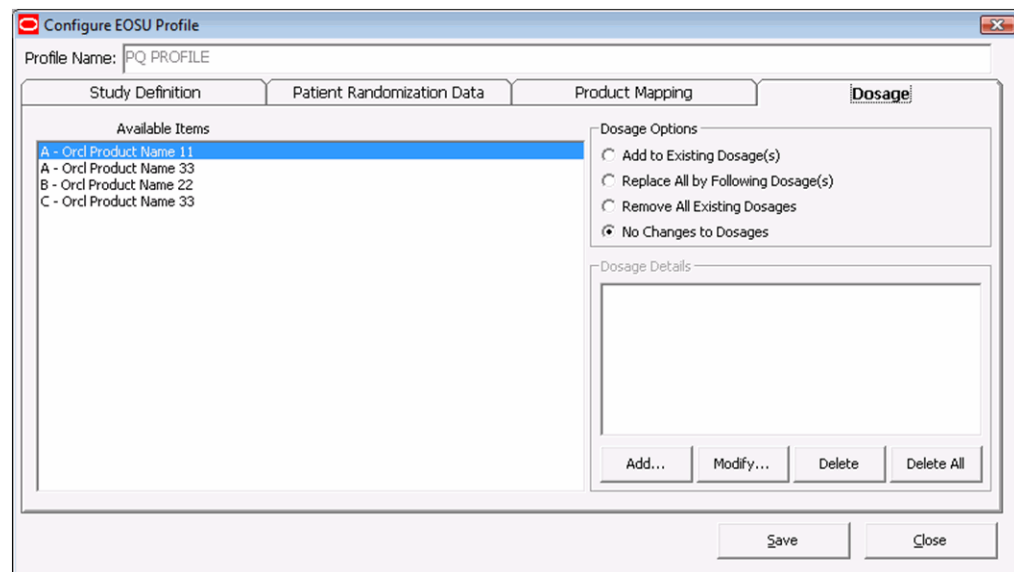 Configure EOSU Profile
Profile Name: PQ PROFILE
Study Definition Patient Randomization Data Product Mapping Dosage
Available Items
A - Orcl Product Name 11
A - Orcl Product Name 33
B - Orcl Product Name 22
C - Orcl Product Name 33
Dosage Options
Add to Existing Dosage(s)
Replace All by Following Dosage(s)
Remove All Existing Dosages
No Changes to Dosages
Dosage Details
Add... Modify... Delete Delete All
Save Close